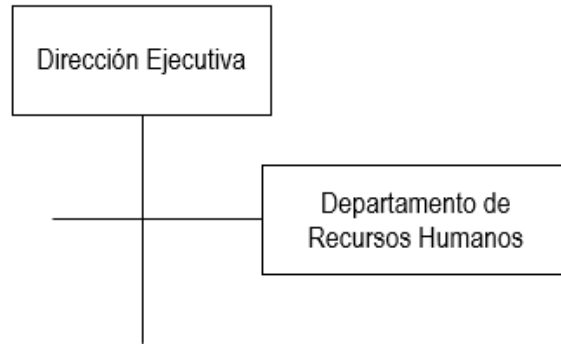 Dirección Ejecutiva
Departamento de
Recursos Humanos